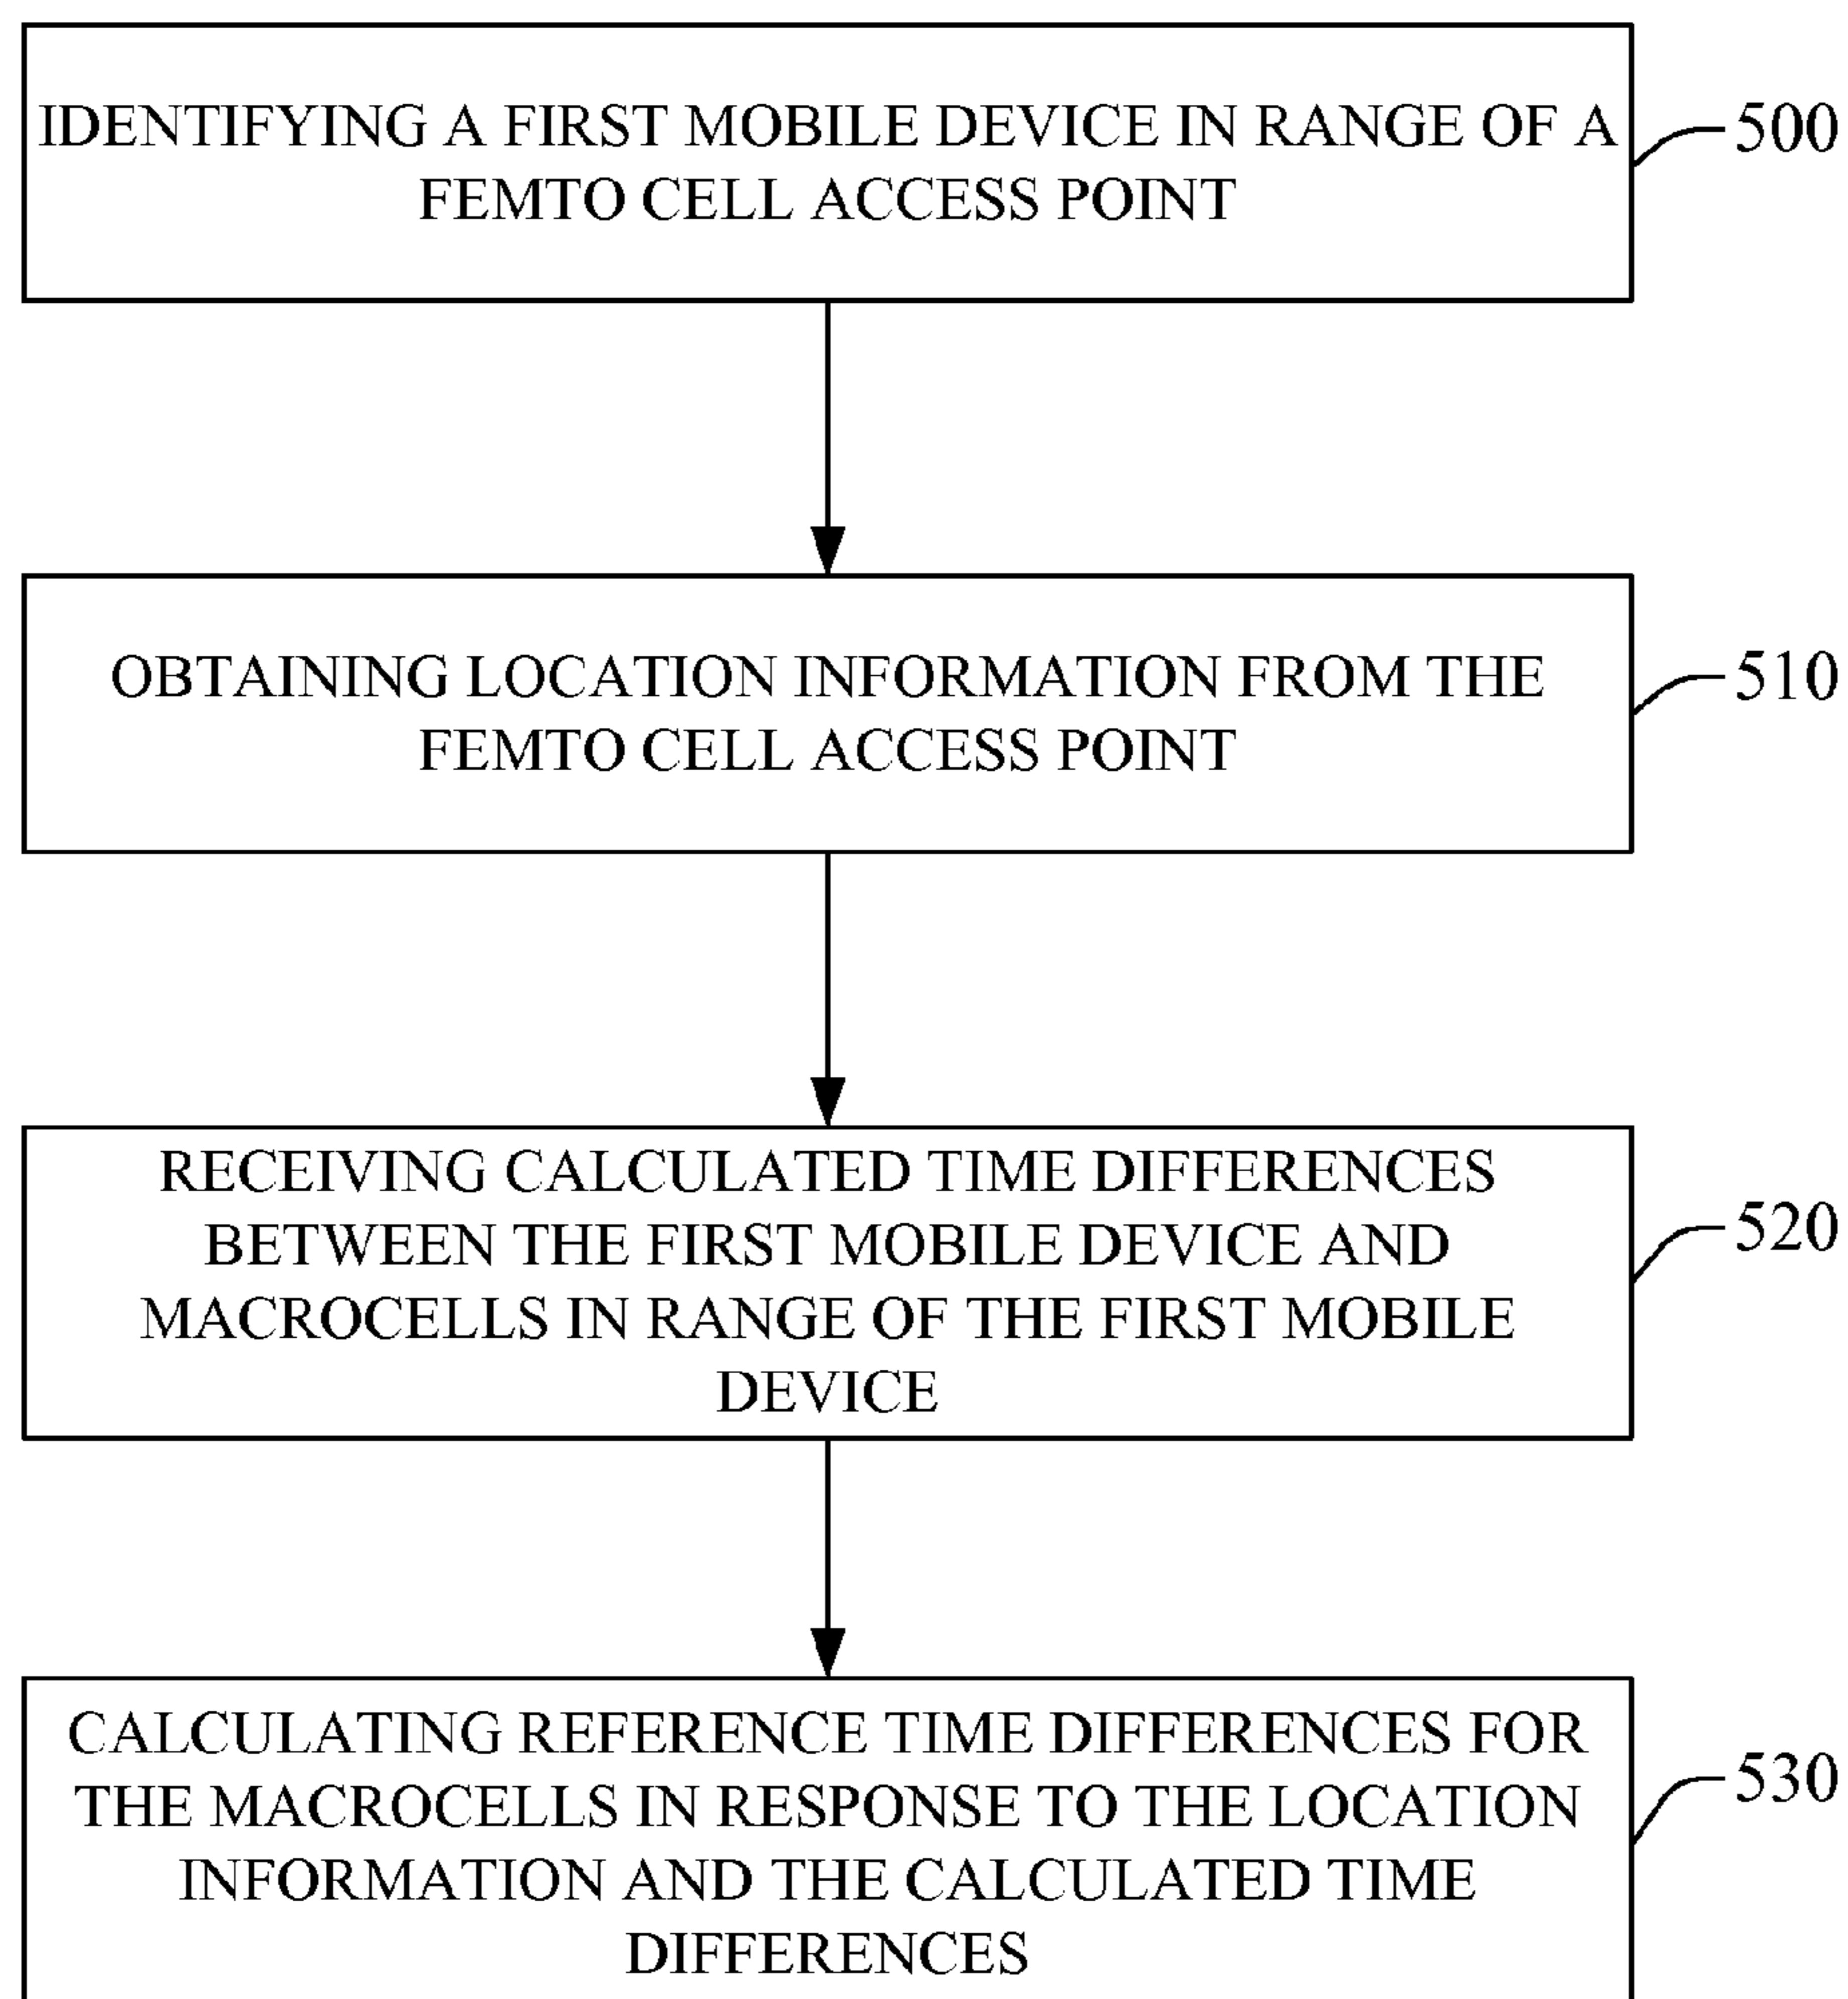 IDENTIFYING A FIRST MOBILE DEVICE IN RANGE OF A
FEMTO CELL ACCESS POINT
500
OBTAINING LOCATION INFORMATION FROM THE
FEMTO CELL ACCESS POINT
510
RECEIVING CALCULATED TIME DIFFERENCES
BETWEEN THE FIRST MOBILE DEVICE AND
MACROCELLS IN RANGE OF THE FIRST MOBILE
DEVICE
520
CALCULATING REFERENCE TIME DIFFERENCES FOR
THE MACROCELLS IN RESPONSE TO THE LOCATION
INFORMATION AND THE CALCULATED TIME
DIFFERENCES
530